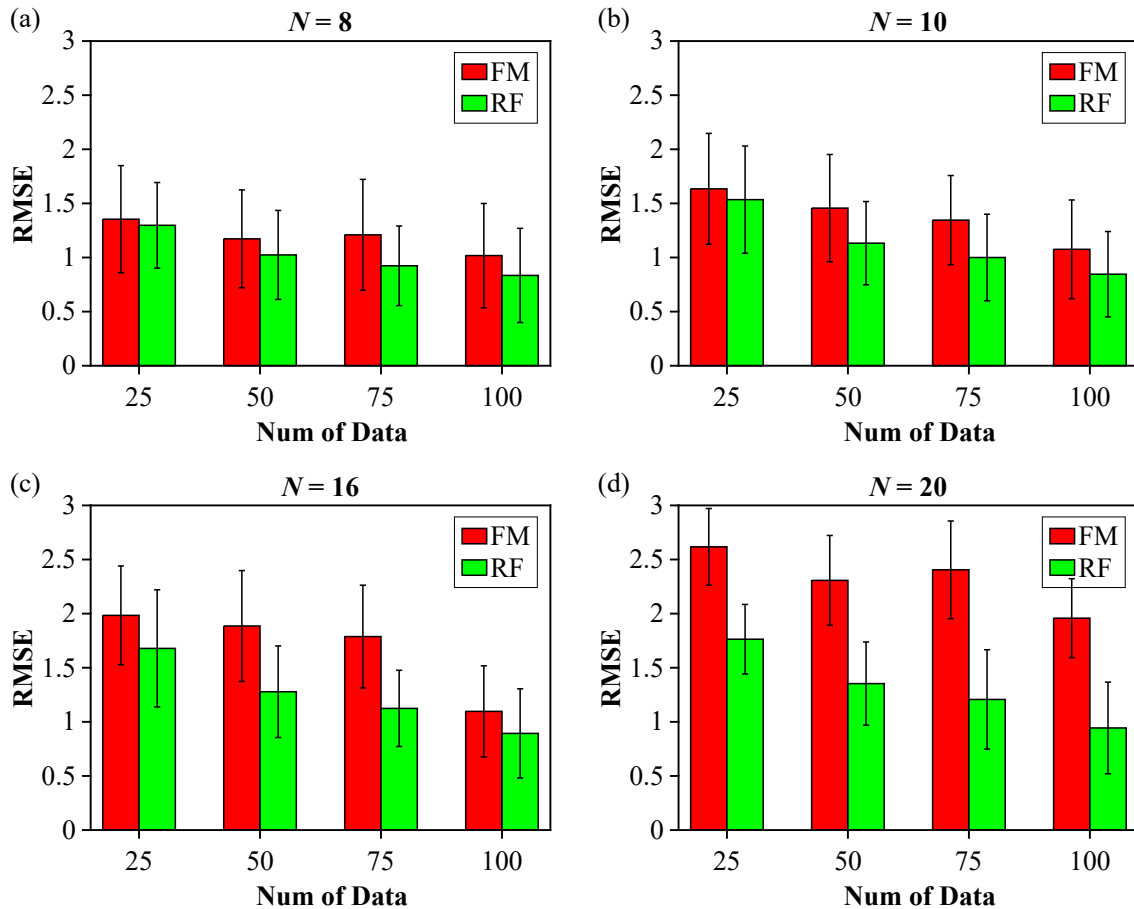 (a)
N = 8
3
2.5
2
1.5
1
0.5
0
RMSE
FM
RF
25 50 75 100
Num of Data
(b)
N = 10
3
2.5
2
1.5
1
0.5
0
RMSE
FM
RF
25 50 75 100
Num of Data
(c)
N = 16
3
2.5
2
1.5
1
0.5
0
RMSE
FM
RF
25 50 75 100
Num of Data
(d)
N = 20
3
2.5
2
1.5
1
0.5
0
RMSE
FM
RF
25 50 75 100
Num of Data